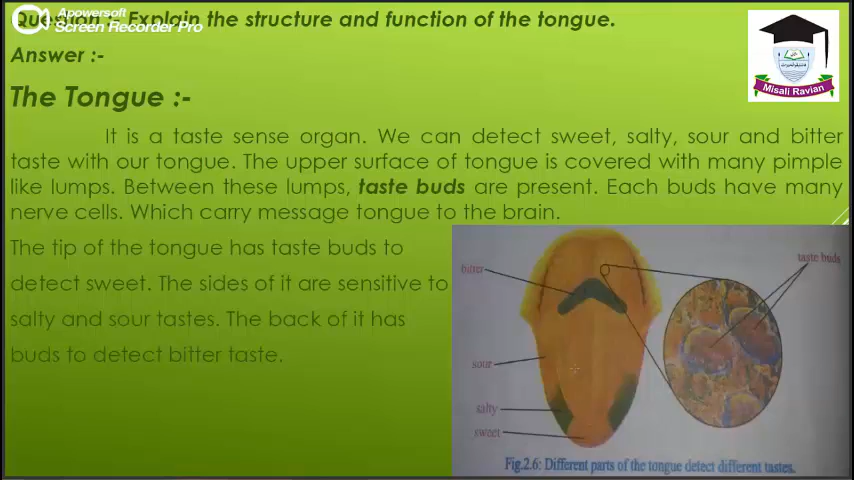 Apowersoft
Screen Recorder Pro
Question: Explain the structure and function of the tongue.
Answer :-
Misali Ravian
The Tongue :-
It is a taste sense organ. We can detect sweet, salty, sour and bitter
taste with our tongue. The upper surface of tongue is covered with many pimple
like lumps. Between these lumps, taste buds are present. Each buds have many
nerve cells. Which carry message tongue to the brain.
The tip of the tongue has taste buds to
detect sweet. The sides of it are sensitive to
salty and sour tastes. The back of it has
buds to detect bitter taste.
taste buds
bitter
sour
salty
sweet
Fig.2.6: Different parts of the tongue detect different tastes.